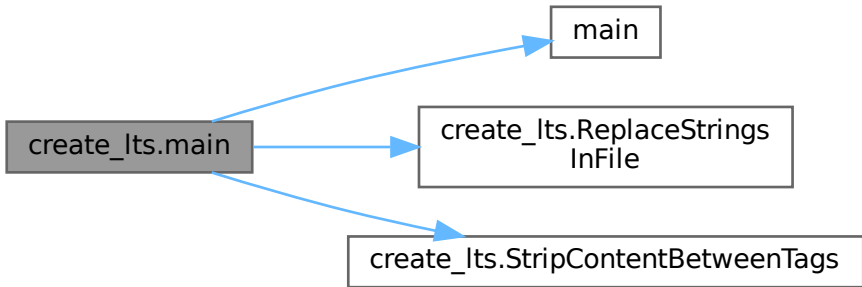 main
create_lts.main
create_lts.ReplaceStrings
InFile
create_lts.StripContentBetweenTags